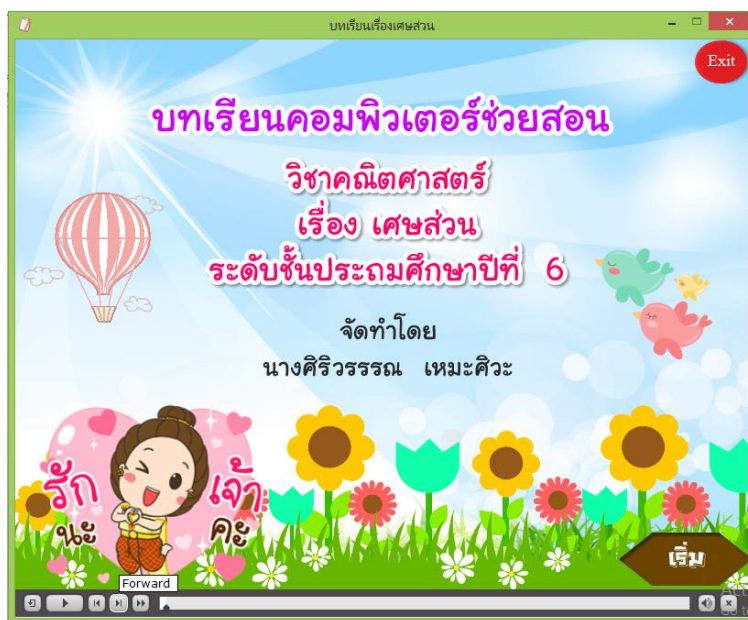 บทเรียนเรื่องเศษส่วน
Exit
บทเรียนคอมพิวเตอร์ช่วยสอน
วิชาคณิตศาสตร์
เรื่อง เศษส่วน
ระดับชั้นประถมศึกษาปีที่ 6
จัดทำโดย
นางศิริวรรรณ เหมะศิวะ
รัก เจ้า
นะ คะ
เริ่ม
Forward